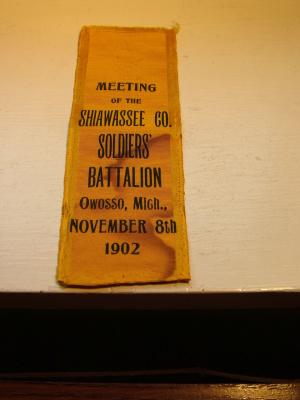 MEETING
OF THE
SHIAWASSEE CO.
SOLDIERS'
BATTALION
Owosso, Mich.,
NOVEMBER 8th
1902